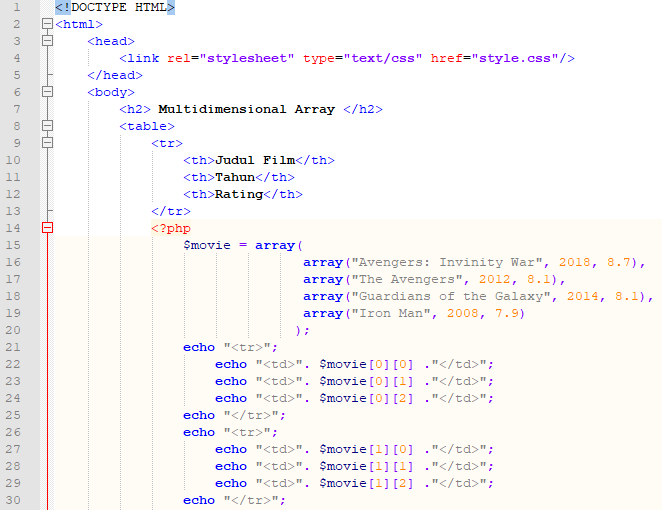 1 <!DOCTYPE HTML>
2 <html>
3 <head>
4 <link rel="stylesheet" type="text/css" href="style.css"/>
5 </head>
6 <body>
7 <h2> Multidimensional Array </h2>
8 <table>
9 <tr>
10 <th>Judul Film</th>
11 <th>Tahun</th>
12 <th>Rating</th>
13 </tr>
14 <?php
15 $movie = array(
16 array("Avengers: Invinity War", 2018, 8.7),
17 array("The Avengers", 2012, 8.1),
18 array("Guardians of the Galaxy", 2014, 8.1),
19 array("Iron Man", 2008, 7.9)
20 );
21 echo "<tr>";
22 echo "<td>". $movie[0][0] ."</td>";
23 echo "<td>". $movie[0][1] ."</td>";
24 echo "<td>". $movie[0][2] ."</td>";
25 echo "</tr>";
26 echo "<tr>";
27 echo "<td>". $movie[1][0] ."</td>";
28 echo "<td>". $movie[1][1] ."</td>";
29 echo "<td>". $movie[1][2] ."</td>";
30 echo "</tr>";